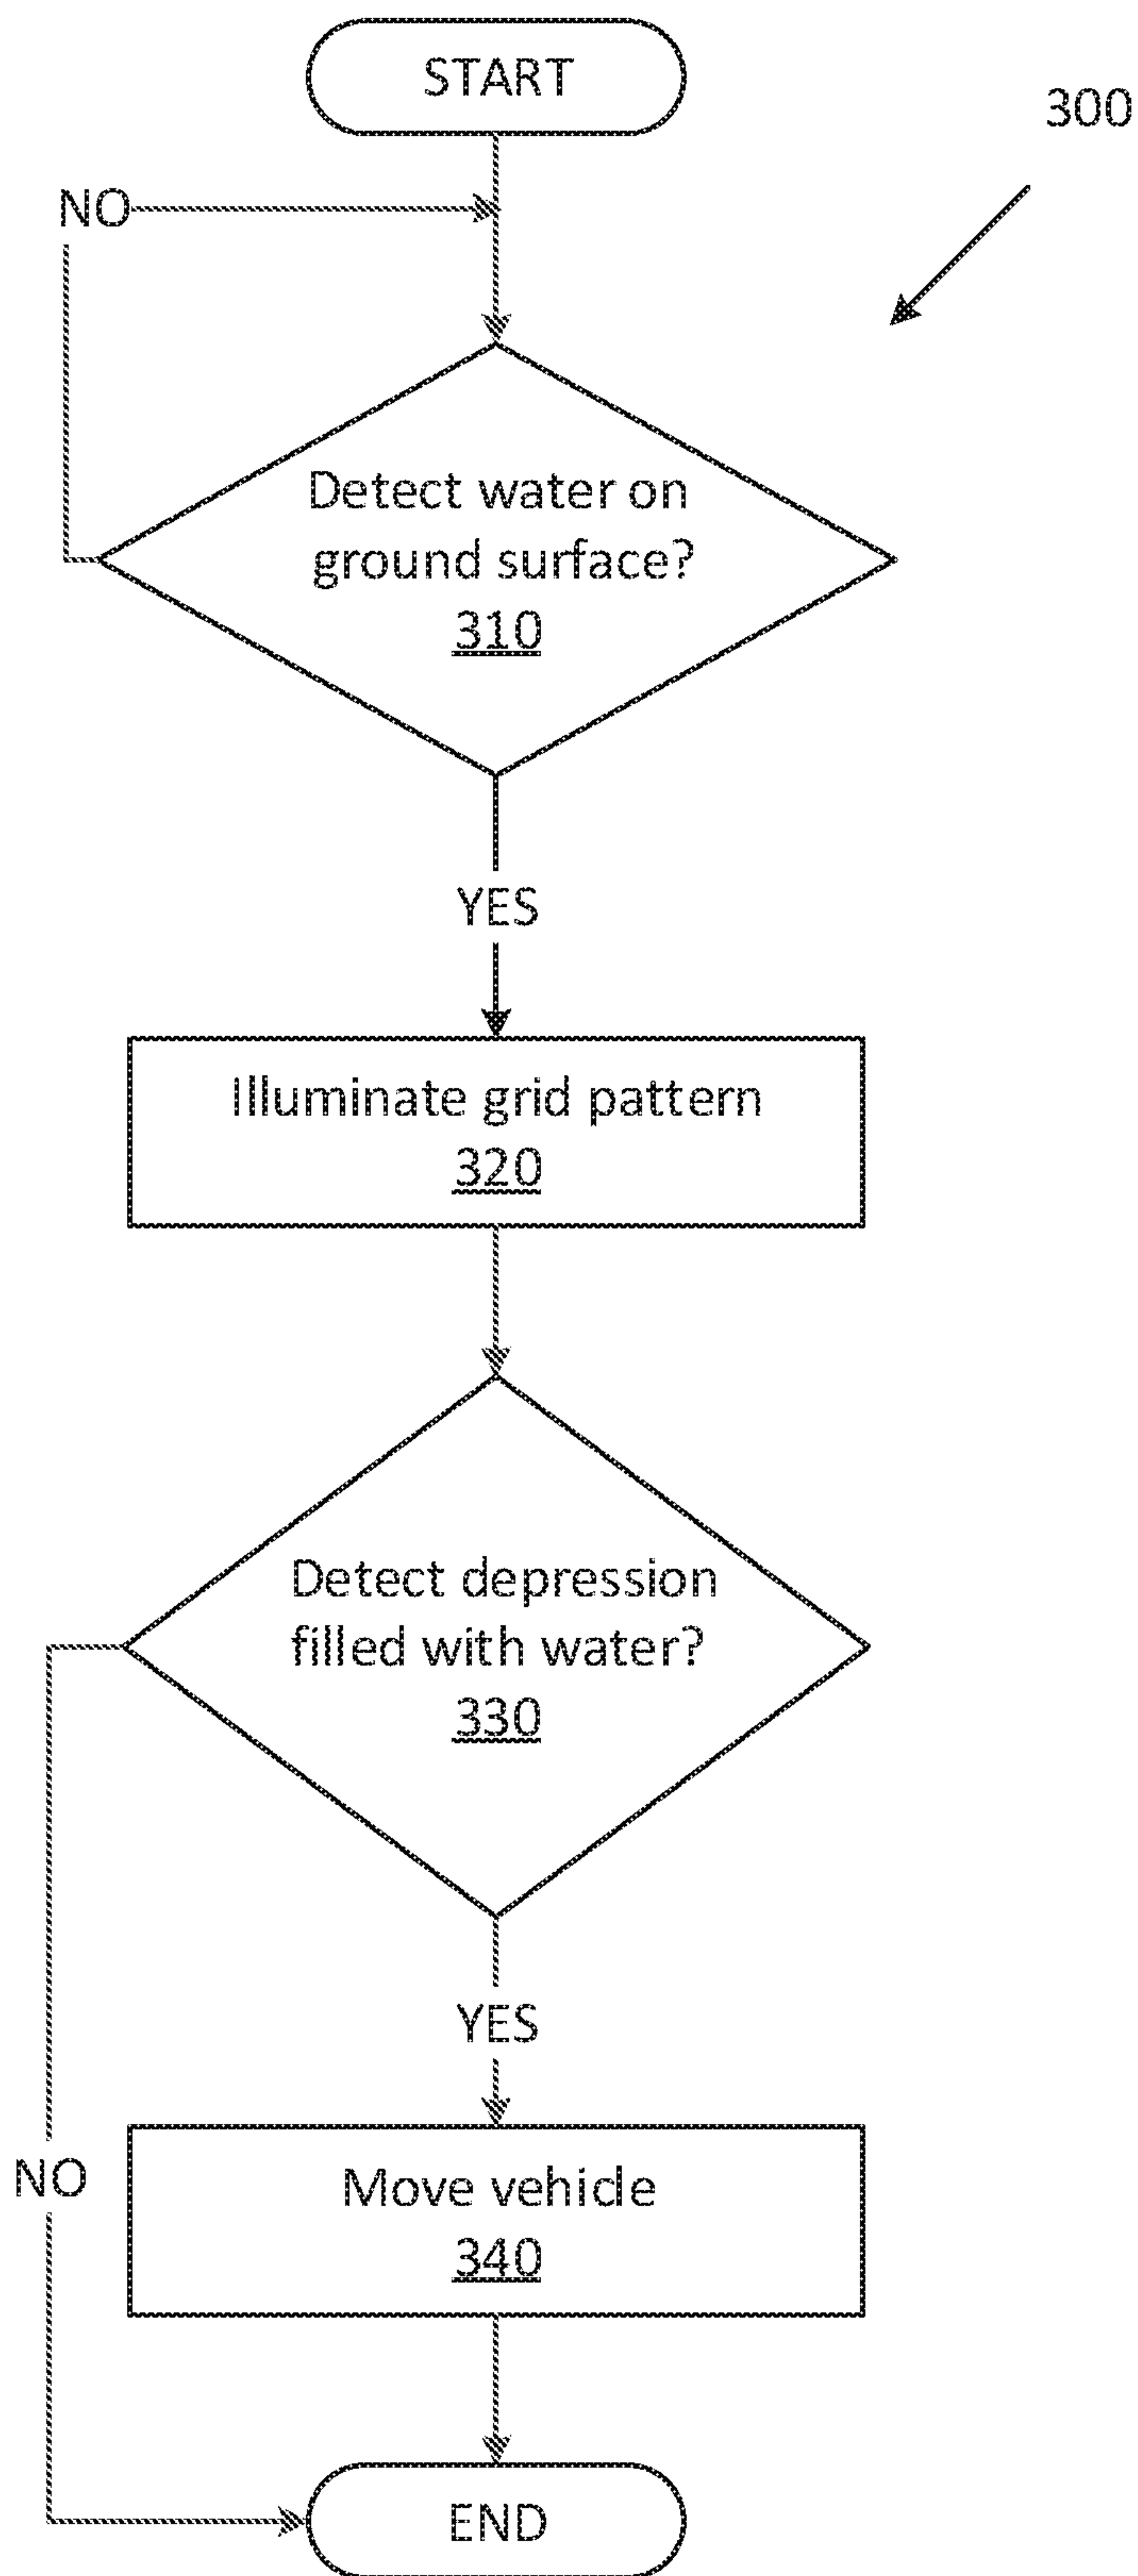 START
300
NO
Detect water on
ground surface?
310
YES
Illuminate grid pattern
320
Detect depression
filled with water?
330
YES
NO
Move vehicle
340
END